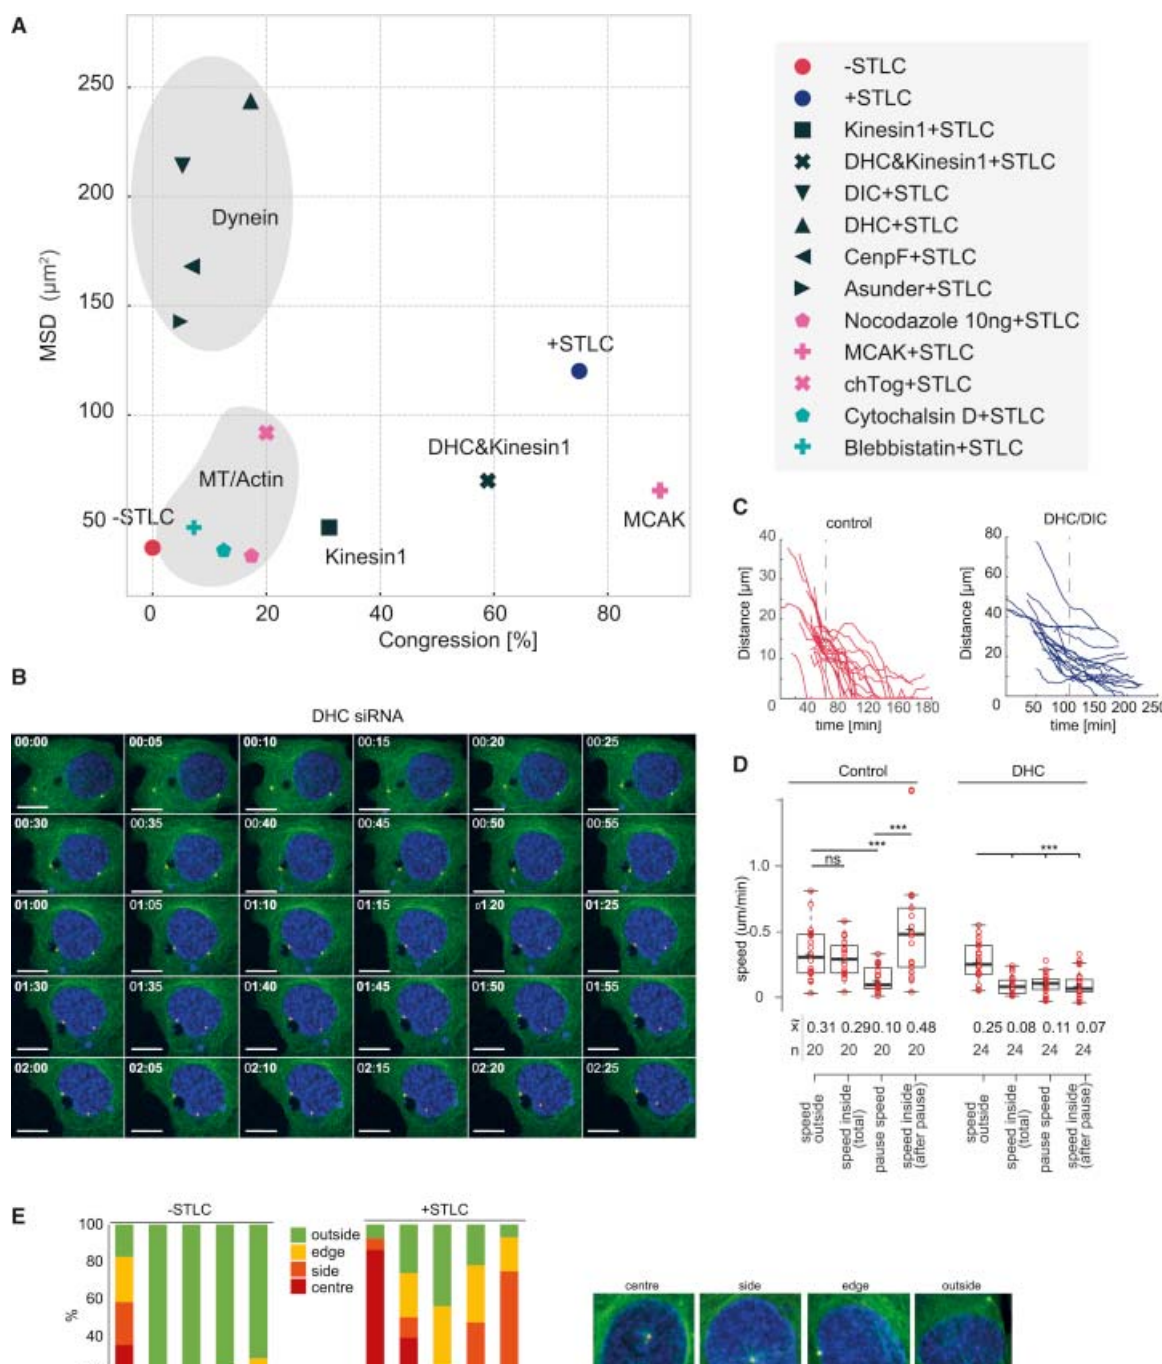 A
250
200
150
100
50
MSD (µm²)
Dynein
MT/Actin
-STLC
+STLC
DHC&Kinesin1
Kinesin1
MCAK
0
20
40
60
80
Congression [%]
-STLC
+STLC
Kinesin1+STLC
DHC&Kinesin1+STLC
DIC+STLC
DHC+STLC
CenpF+STLC
Asunder+STLC
Nocodazole 10ng+STLC
MCAK+STLC
chTog+STLC
Cytochalsin D+STLC
Blebbistatin+STLC
B
DHC siRNA
00:00 00:05 00:10 00:15 00:20 00:25
00:30 00:35 00:40 00:45 00:50 00:55
01:00 01:05 01:10 01:15 01:20 01:25
01:30 01:35 01:40 01:45 01:50 01:55
02:00 02:05 02:10 02:15 02:20 02:25
C
control
40
30
20
10
0
Distance [µm]
40 80 120 160 180
time [min]
DHC/DIC
80
60
40
20
0
Distance [µm]
0 50 100 150 200 250
time [min]
D
Control
DHC
1.0
0.5
0
speed (um/min)
ns
***
***
***
x̃ 0.31 0.29 0.10 0.48 0.25 0.08 0.11 0.07
n 20 20 20 20 24 24 24 24
speed outside
speed insipe (total)
pause speed
speed inside (after pause)
speed outside
speed insipe (total)
pause speed
speed inside (after pause)
E
-STLC
+STLC
100
80
60
40
%
outside
edge
side
centre
centre side edge outside